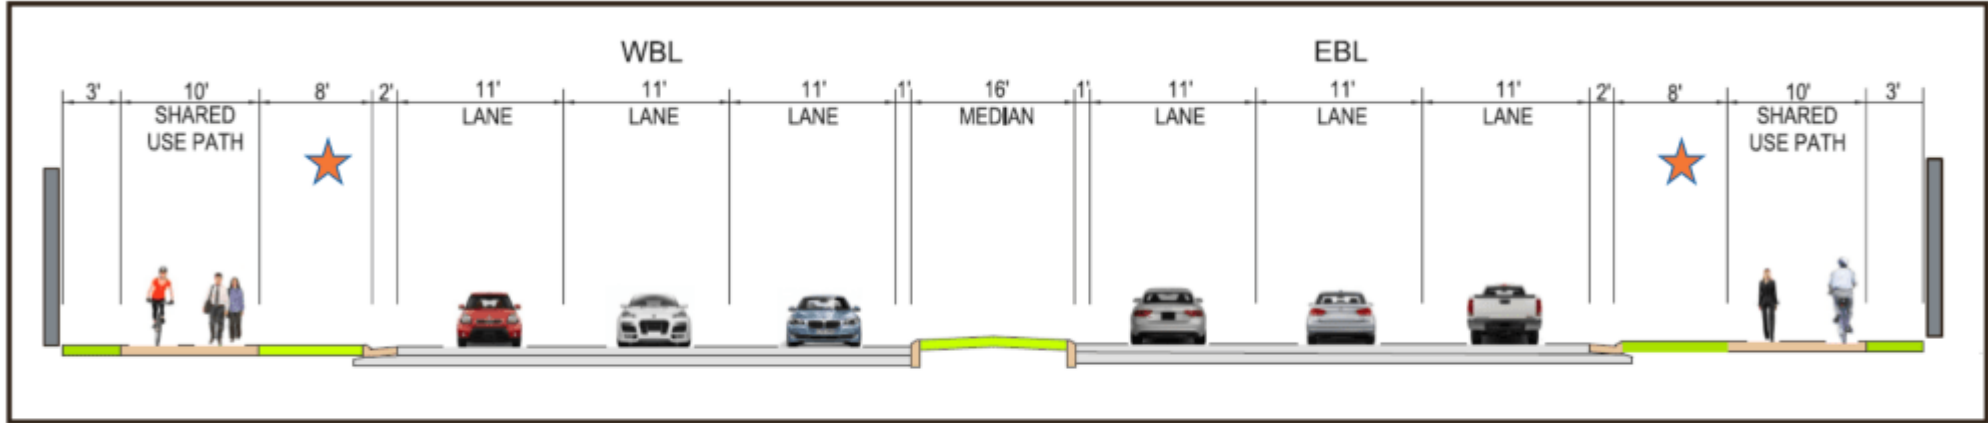 WBL
EBL
3' 10' 8' 2' 11' 11' 11' 1' 16' 1' 11' 11' 11' 2' 8' 10' 3'
SHARED LANE LANE LANE MEDIAN LANE LANE LANE SHARED
USE PATH USE PATH